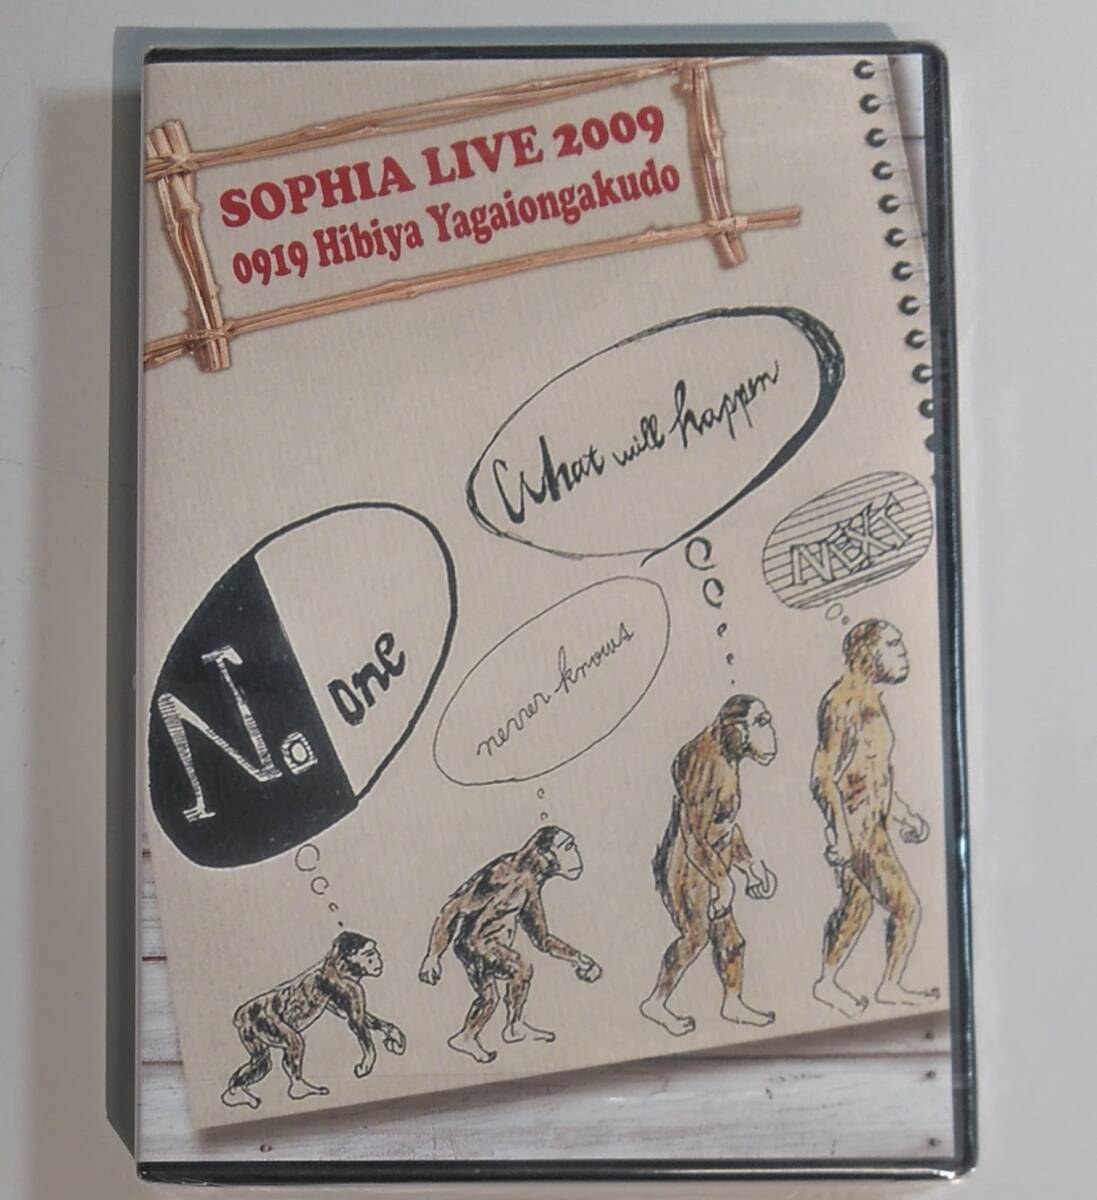 SOPHIA LIVE 2009
0919 Hibiya Yagaiongakudo
What will happen
NEXT
No one
never knows